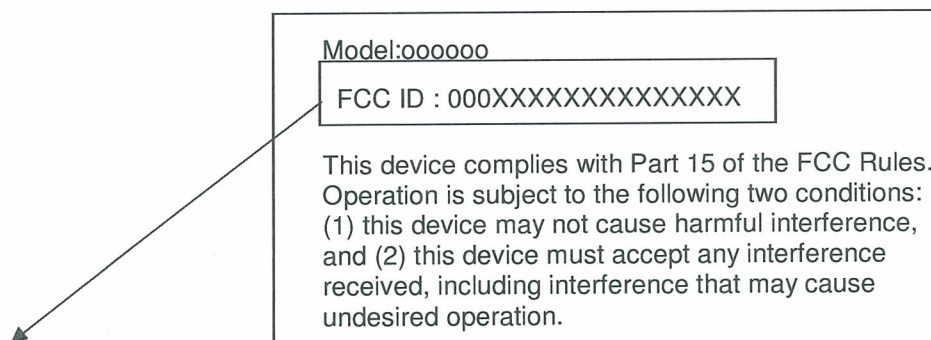 Model:oooooo
FCC ID : 000XXXXXXXXXXXXXX
This device complies with Part 15 of the FCC Rules.
Operation is subject to the following two conditions:
(1) this device may not cause harmful interference,
and (2) this device must accept any interference
received, including interference that may cause
undesired operation.